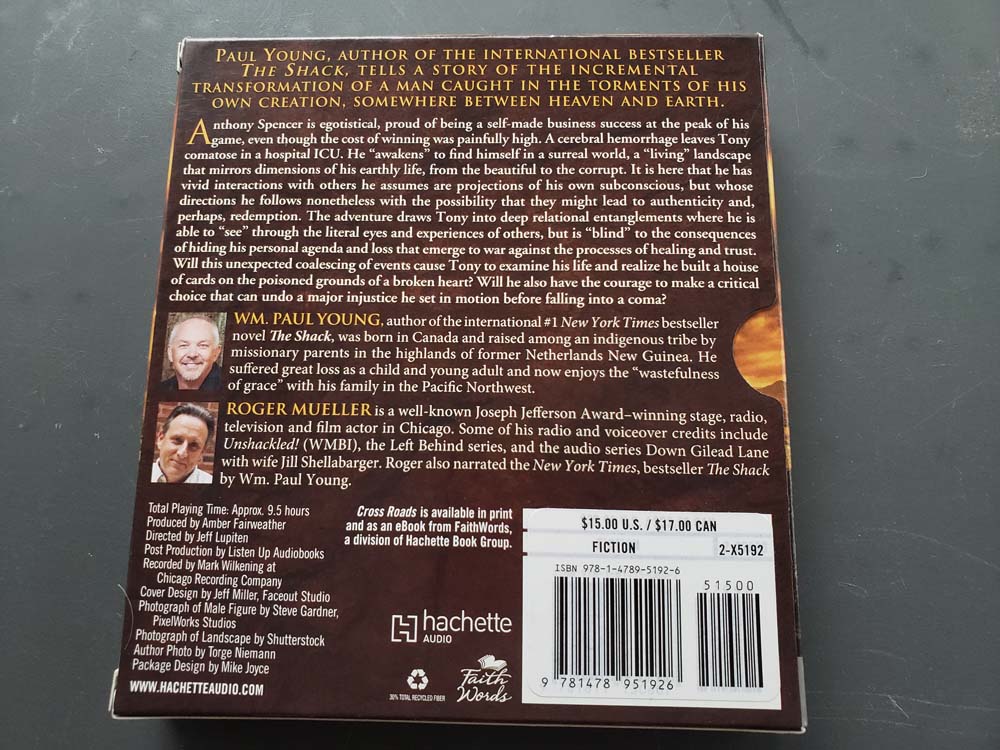 PAUL YOUNG, AUTHOR OF THE INTERNATIONAL BESTSELLER
THE SHACK, TELLS A STORY OF THE INCREMENTAL
TRANSFORMATION OF A MAN CAUGHT IN THE TORMENTS OF HIS
OWN CREATION, SOMEWHERE BETWEEN HEAVEN AND EARTH.
Anthony Spencer is egotistical, proud of being a self-made business success at the peak of his
game, even though the cost of winning was painfully high. A cerebral hemorrhage leaves Tony
comatose in a hospital ICU. He “awakens” to find himself in a surreal world, a “living” landscape
that mirrors dimensions of his earthly life, from the beautiful to the corrupt. It is here that he has
vivid interactions with others he assumes are projections of his own subconscious, but whose
directions he follows nonetheless with the possibility that they might lead to authenticity and,
perhaps, redemption. The adventure draws Tony into deep relational entanglements where he is
able to “see” through the literal eyes and experiences of others, but is “blind” to the consequences
of hiding his personal agenda and loss that emerge to war against the processes of healing and trust.
Will this unexpected coalescing of events cause Tony to examine his life and realize he built a house
of cards on the poisoned grounds of a broken heart? Will he also have the courage to make a critical
choice that can undo a major injustice he set in motion before falling into a coma?
WM. PAUL YOUNG, author of the international #1 New York Times bestseller
novel The Shack, was born in Canada and raised among an indigenous tribe by
missionary parents in the highlands of former Netherlands New Guinea. He
suffered great loss as a child and young adult and now enjoys the “wastefulness
of grace” with his family in the Pacific Northwest.
ROGER MUELLER is a well-known Joseph Jefferson Award–winning stage, radio,
television and film actor in Chicago. Some of his radio and voiceover credits include
Unshackled! (WMBI), the Left Behind series, and the audio series Down Gilead Lane
with wife Jill Shellabarger. Roger also narrated the New York Times, bestseller The Shack
by Wm. Paul Young.
Total Playing Time: Approx. 9.5 hours
Produced by Amber Fairweather
Directed by Jeff Lupiten
Post Production by Listen Up Audiobooks
Recorded by Mark Wilkening at
Chicago Recording Company
Cover Design by Jeff Miller, Faceout Studio
Photograph of Male Figure by Steve Gardner,
PixelWorks Studios
Photograph of Landscape by Shutterstock
Author Photo by Torge Niemann
Package Design by Mike Joyce
WWW.HACHETTEAUDIO.COM
Cross Roads is available in print
and as an eBook from FaithWords,
a division of Hachette Book Group.
hachette
AUDIO
30% TOTAL RECYCLED FIBER
Faith
Words
$15.00 U.S. / $17.00 CAN
FICTION 2-X5192
ISBN 978-1-4789-5192-6
51500
9 781478 951926